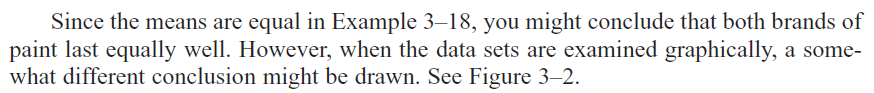 Since the means are equal in Example 3–18, you might conclude that both brands of
paint last equally well. However, when the data sets are examined graphically, a some-
what different conclusion might be drawn. See Figure 3–2.